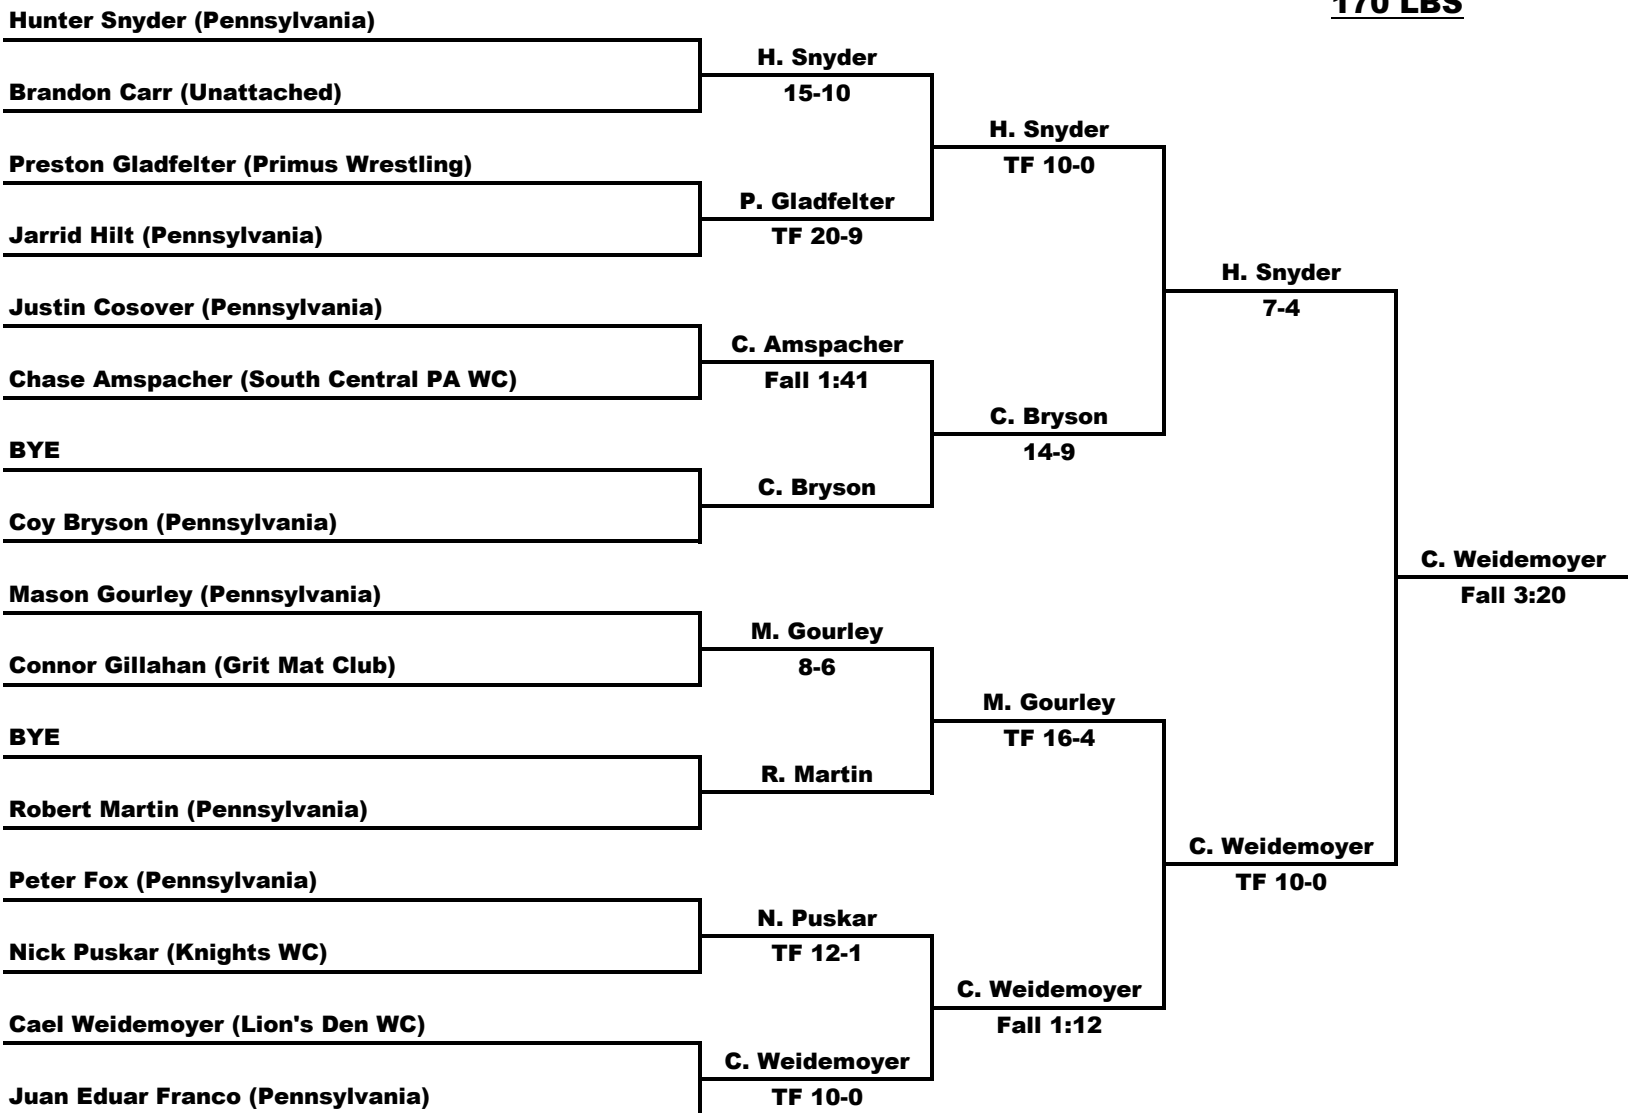 170 LBS
Hunter Snyder (Pennsylvania)
H. Snyder
Brandon Carr (Unattached)
15-10
H. Snyder
Preston Gladfelter (Primus Wrestling)
TF 10-0
P. Gladfelter
Jarrid Hilt (Pennsylvania)
TF 20-9
H. Snyder
Justin Cosover (Pennsylvania)
7-4
C. Amspacher
Chase Amspacher (South Central PA WC)
Fall 1:41
C. Bryson
BYE
14-9
C. Bryson
Coy Bryson (Pennsylvania)
C. Weidemoyer
Mason Gourley (Pennsylvania)
Fall 3:20
M. Gourley
Connor Gillahan (Grit Mat Club)
8-6
M. Gourley
BYE
TF 16-4
R. Martin
Robert Martin (Pennsylvania)
C. Weidemoyer
Peter Fox (Pennsylvania)
TF 10-0
N. Puskar
Nick Puskar (Knights WC)
TF 12-1
C. Weidemoyer
Cael Weidemoyer (Lion's Den WC)
Fall 1:12
C. Weidemoyer
Juan Eduar Franco (Pennsylvania)
TF 10-0